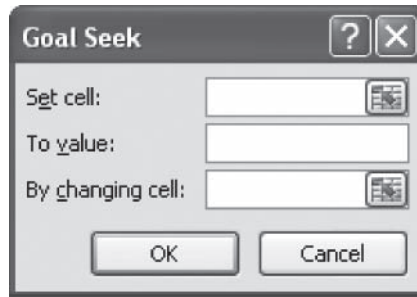 Goal Seek
Set cell:
To value:
By changing cell:
OK
Cancel